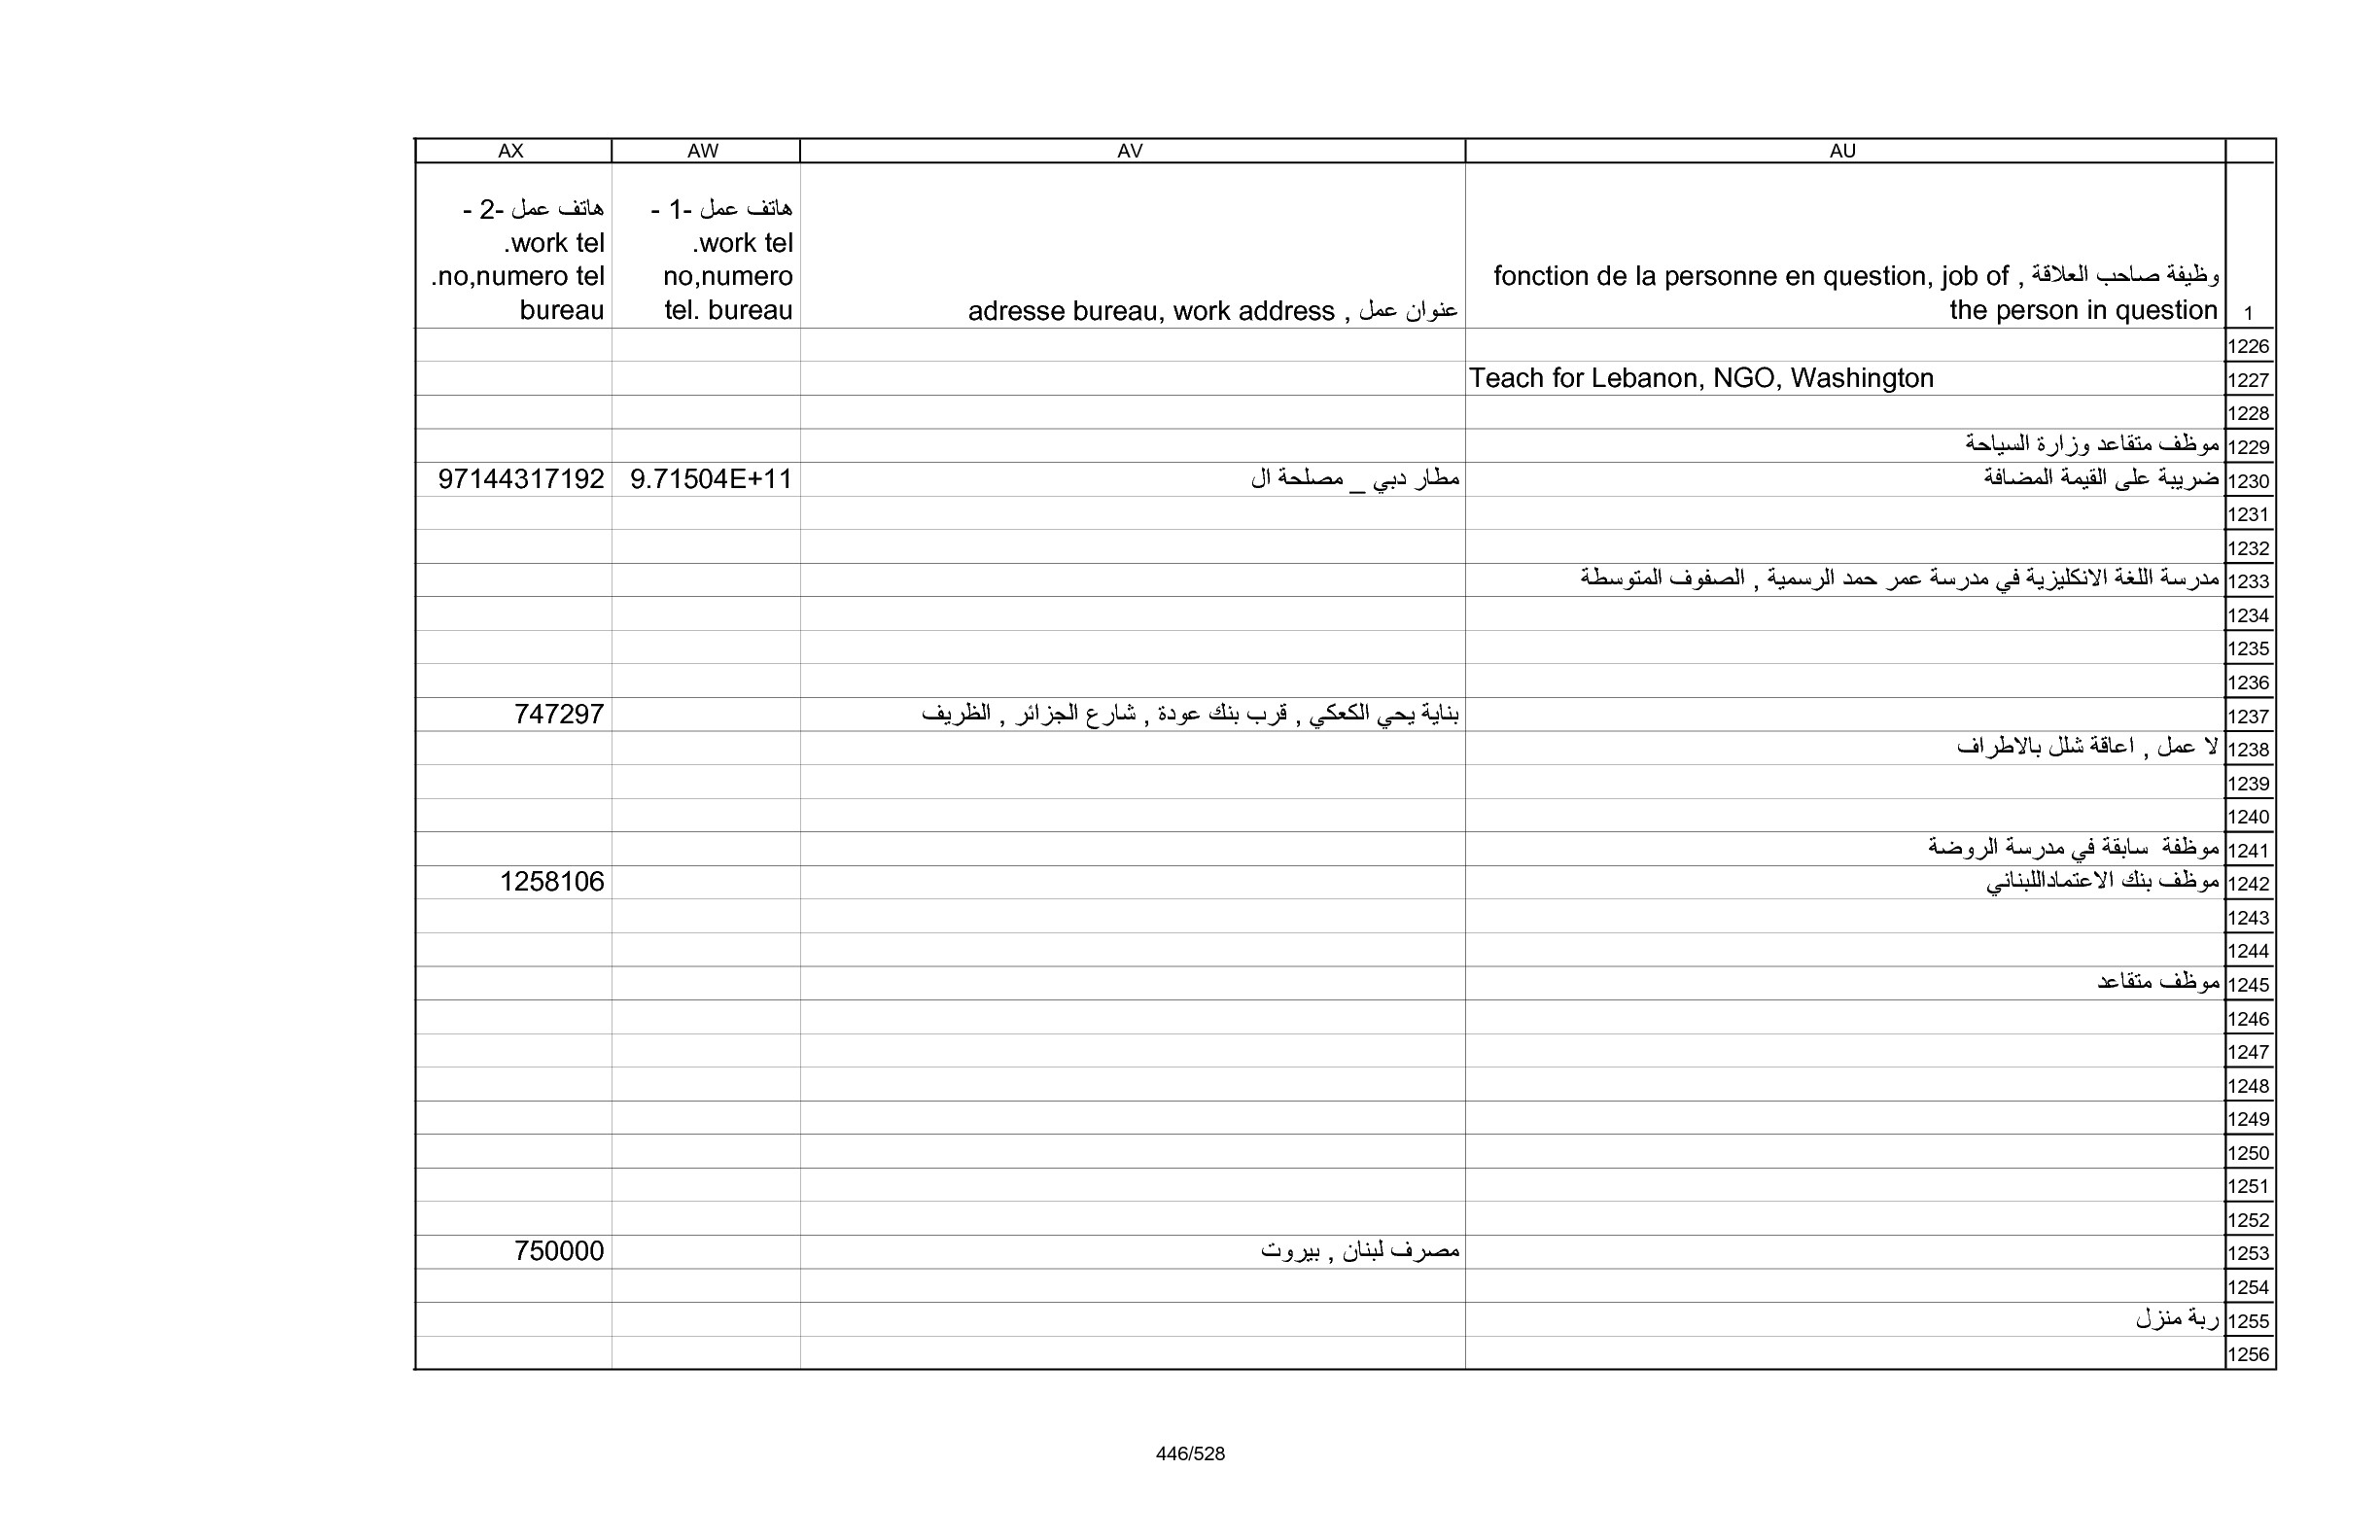 AU AV AW AX
1 وظيفة صاحب العلاقة , fonction de la personne en question, job of the person in question عنوان عمل , adresse bureau, work address هاتف عمل -1 - work tel. no,numero tel. bureau هاتف عمل -2 - work tel. no,numero tel. bureau
1226
1227 Teach for Lebanon, NGO, Washington
1228
1229 موظف متقاعد وزارة السياحة
1230 ضريبة على القيمة المضافة مطار دبي _ مصلحة ال 9.71504E+11 97144317192
1231
1232
1233 مدرسة اللغة الانكليزية في مدرسة عمر حمد الرسمية , الصفوف المتوسطة
1234
1235
1236
1237 بناية يحي الكعكي , قرب بنك عودة , شارع الجزائر , الظريف 747297
1238 لا عمل , اعاقة شلل بالاطراف
1239
1240
1241 موظفة سابقة في مدرسة الروضة
1242 موظف بنك الاعتماداللبناني 1258106
1243
1244
1245 موظف متقاعد
1246
1247
1248
1249
1250
1251
1252
1253 مصرف لبنان , بيروت 750000
1254
1255 ربة منزل
1256
446/528